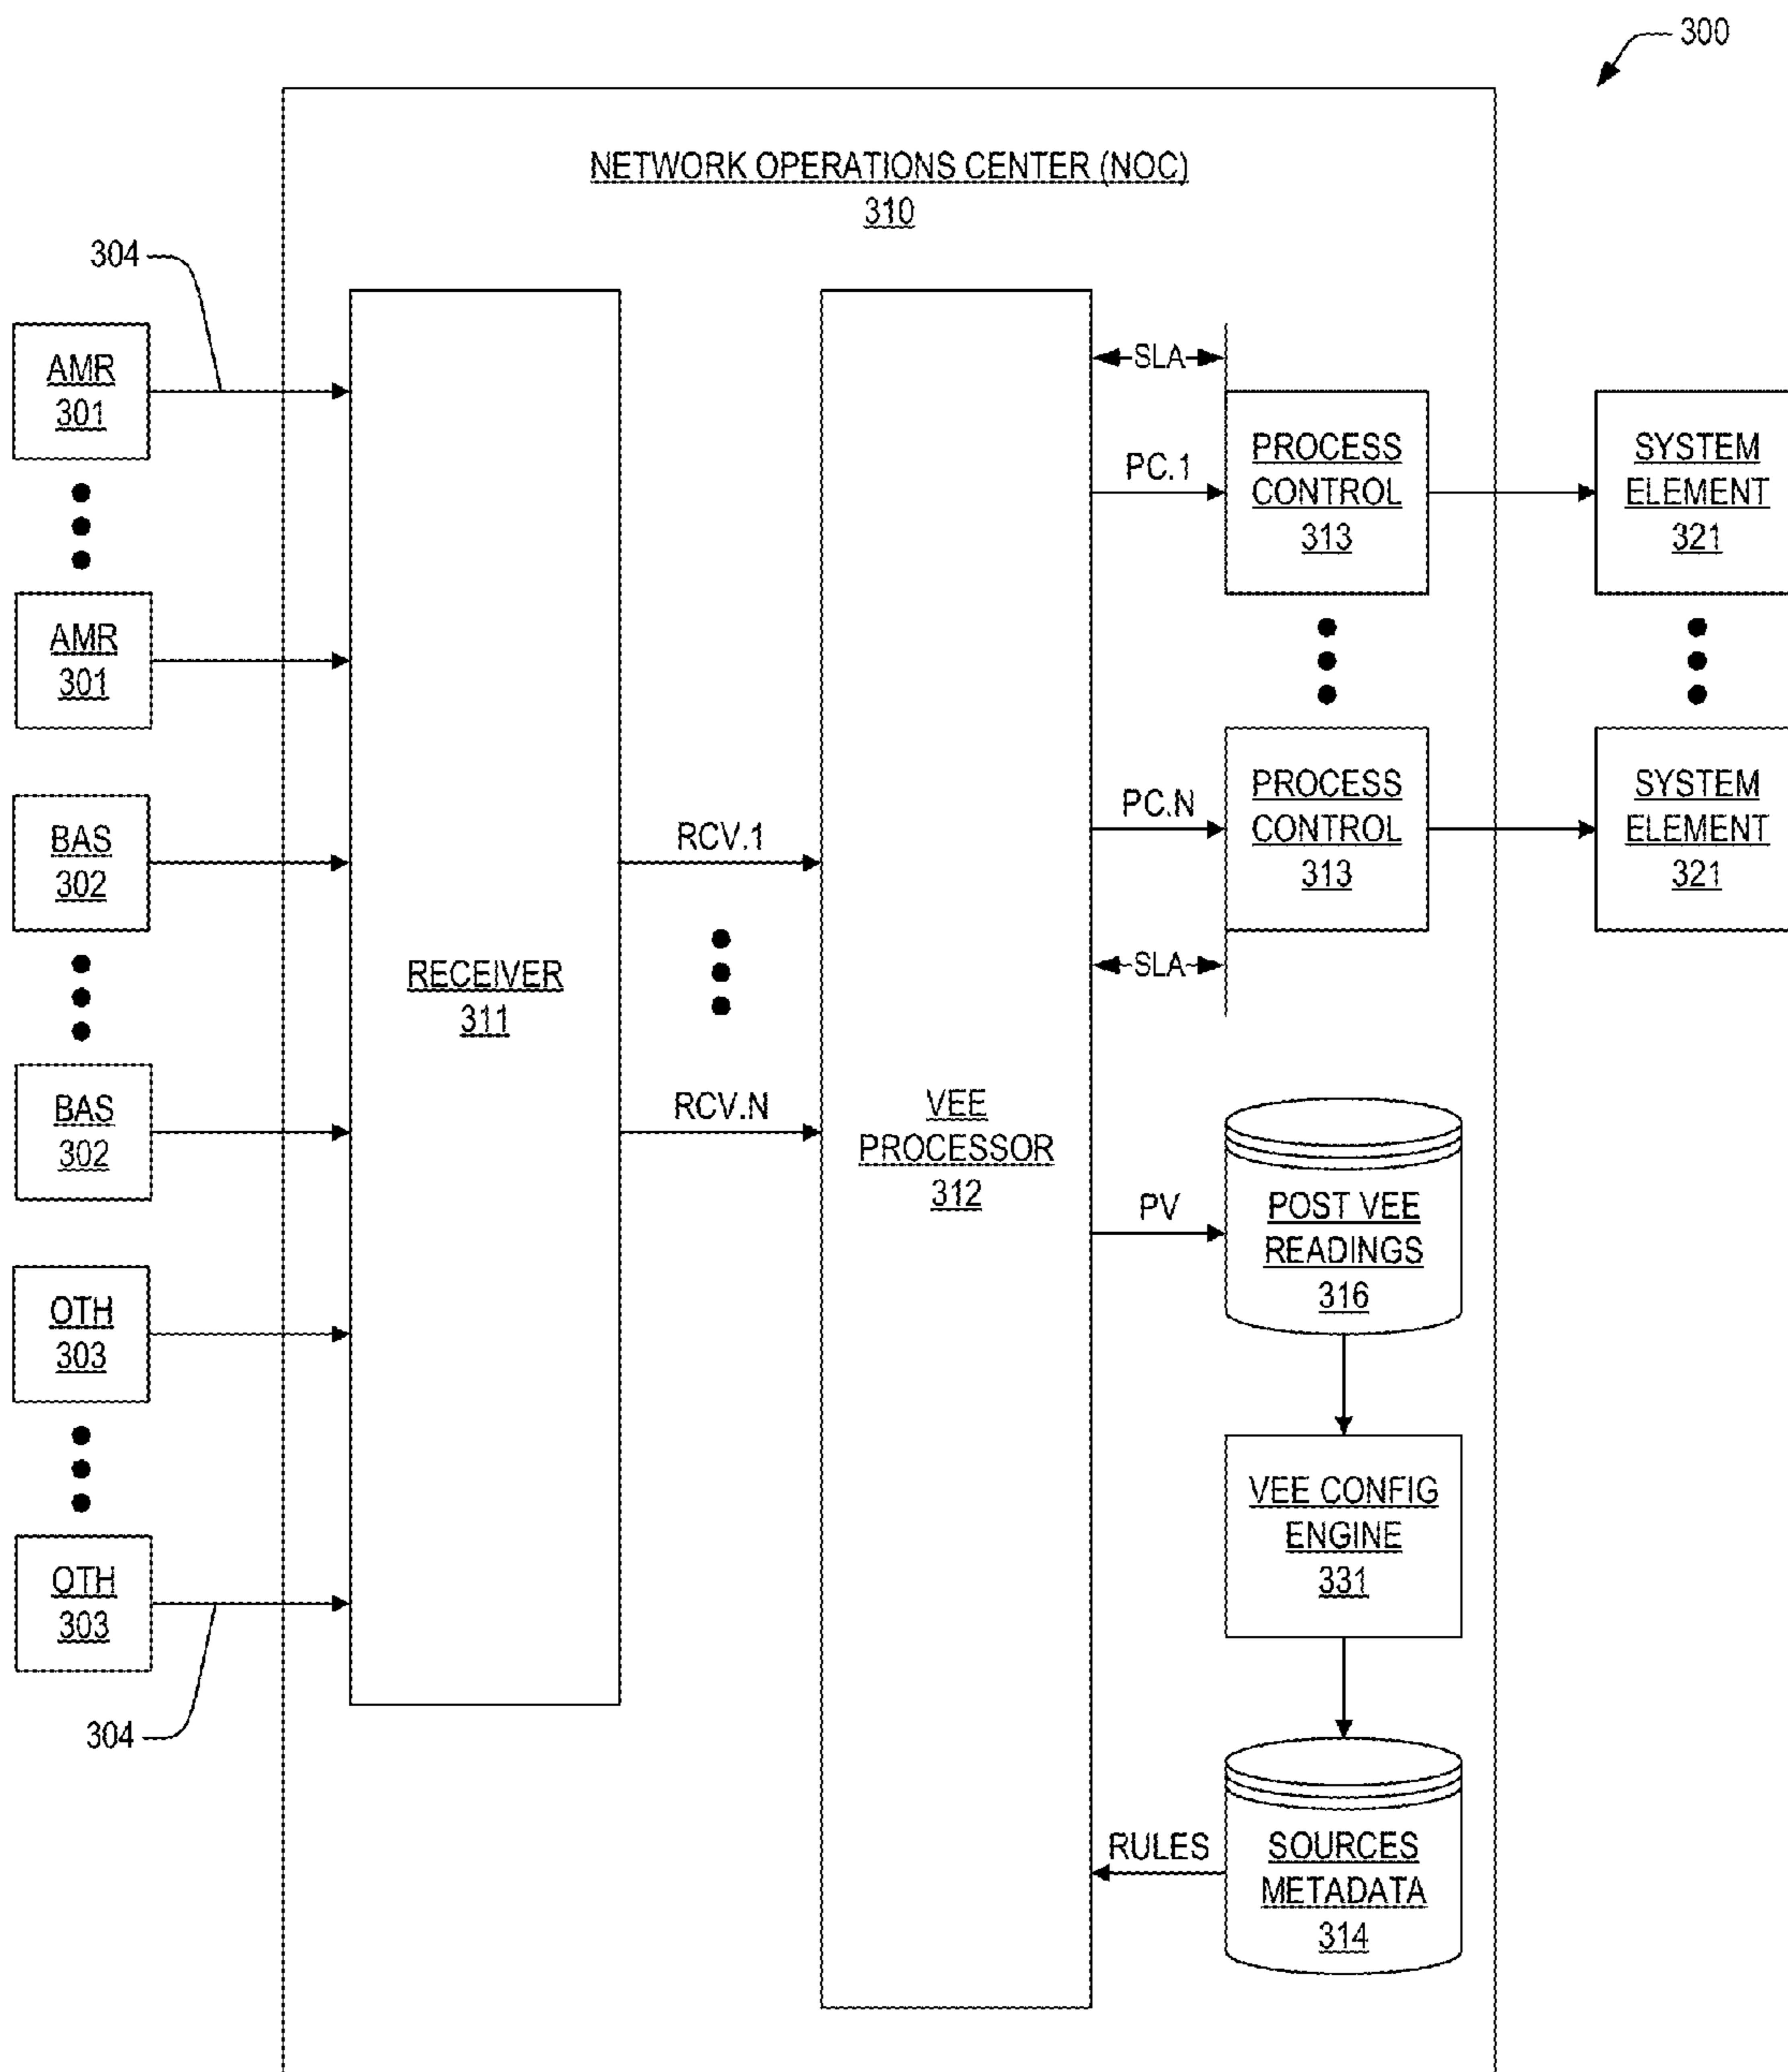 300
NETWORK OPERATIONS CENTER (NOC)
310
304
AMR
301
AMR
301
BAS
302
BAS
302
OTH
303
OTH
303
304
RECEIVER
311
RCV.1
RCV.N
VEE
PROCESSOR
312
SLA
PC.1
PROCESS
CONTROL
313
SYSTEM
ELEMENT
321
PC.N
PROCESS
CONTROL
313
SYSTEM
ELEMENT
321
SLA
PV
POST VEE
READINGS
316
VEE CONFIG
ENGINE
331
RULES
SOURCES
METADATA
314